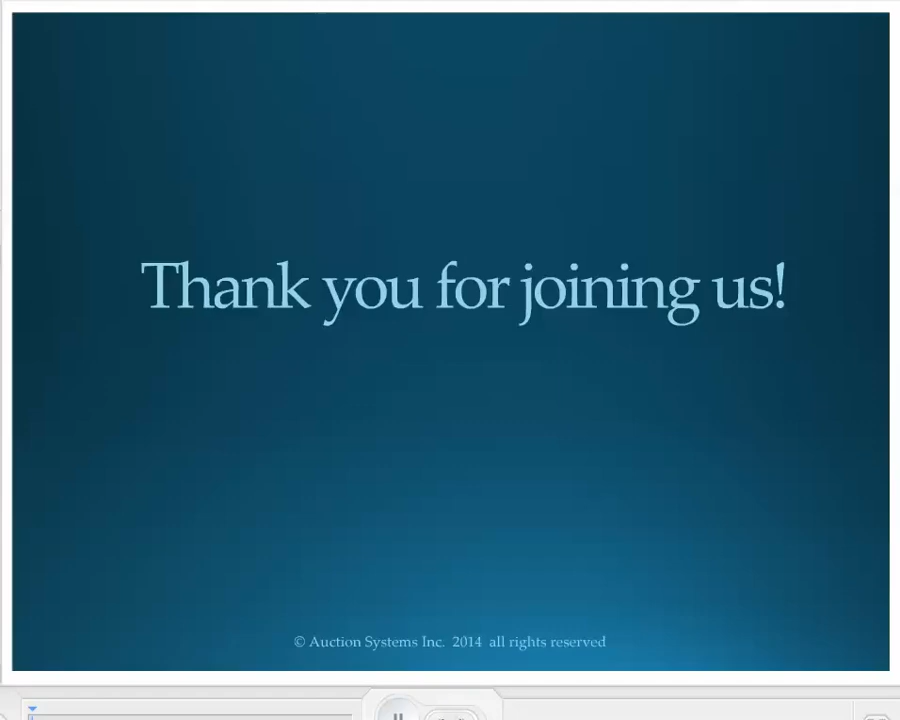 Thank you for joining us!
© Auction Systems Inc. 2014 all rights reserved